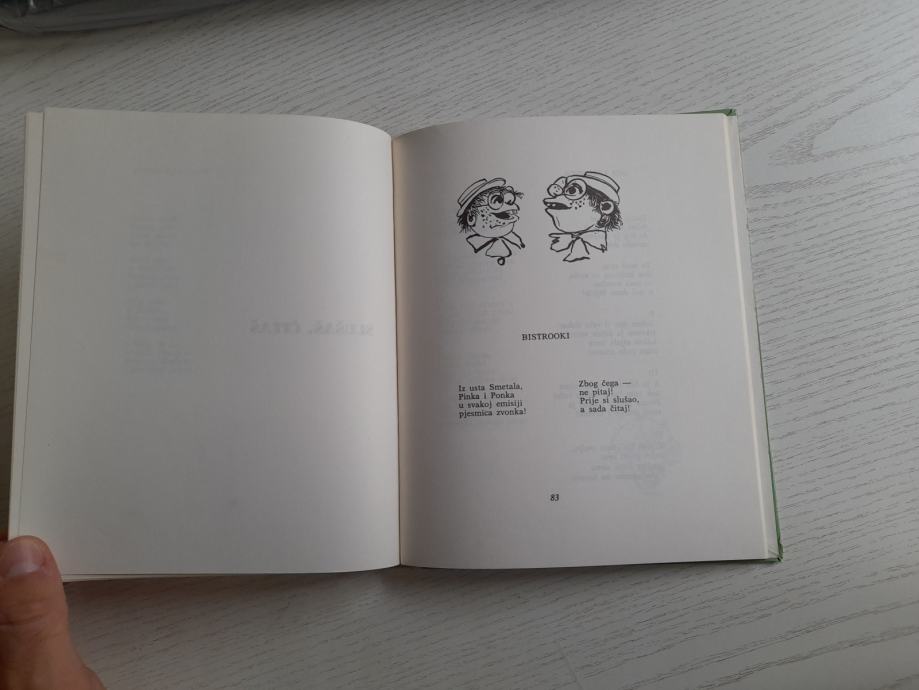 BISTROOKI
Iz usta Smetala,
Pinka i Ponka
u svakoj emisiji
pjesmica zvonka!
Zbog čega —
ne pitaj!
Prije si slušao,
a sada čitaj!
83